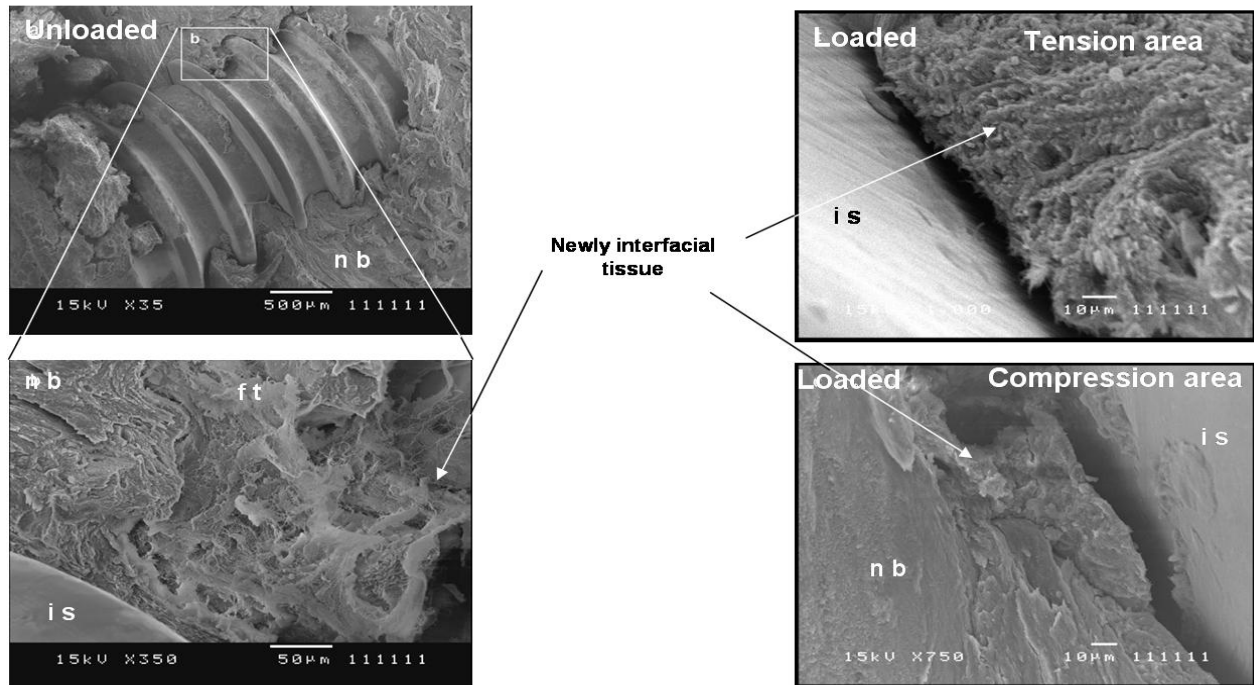 Unloaded
b
n b
15kV X35 500µm 111111
n b
f t
i s
15kV X350 50µm 111111
Newly interfacial
tissue
Loaded Tension area
i s
10µm 111111
Loaded Compression area
i s
n b
15kV X750 10µm 111111